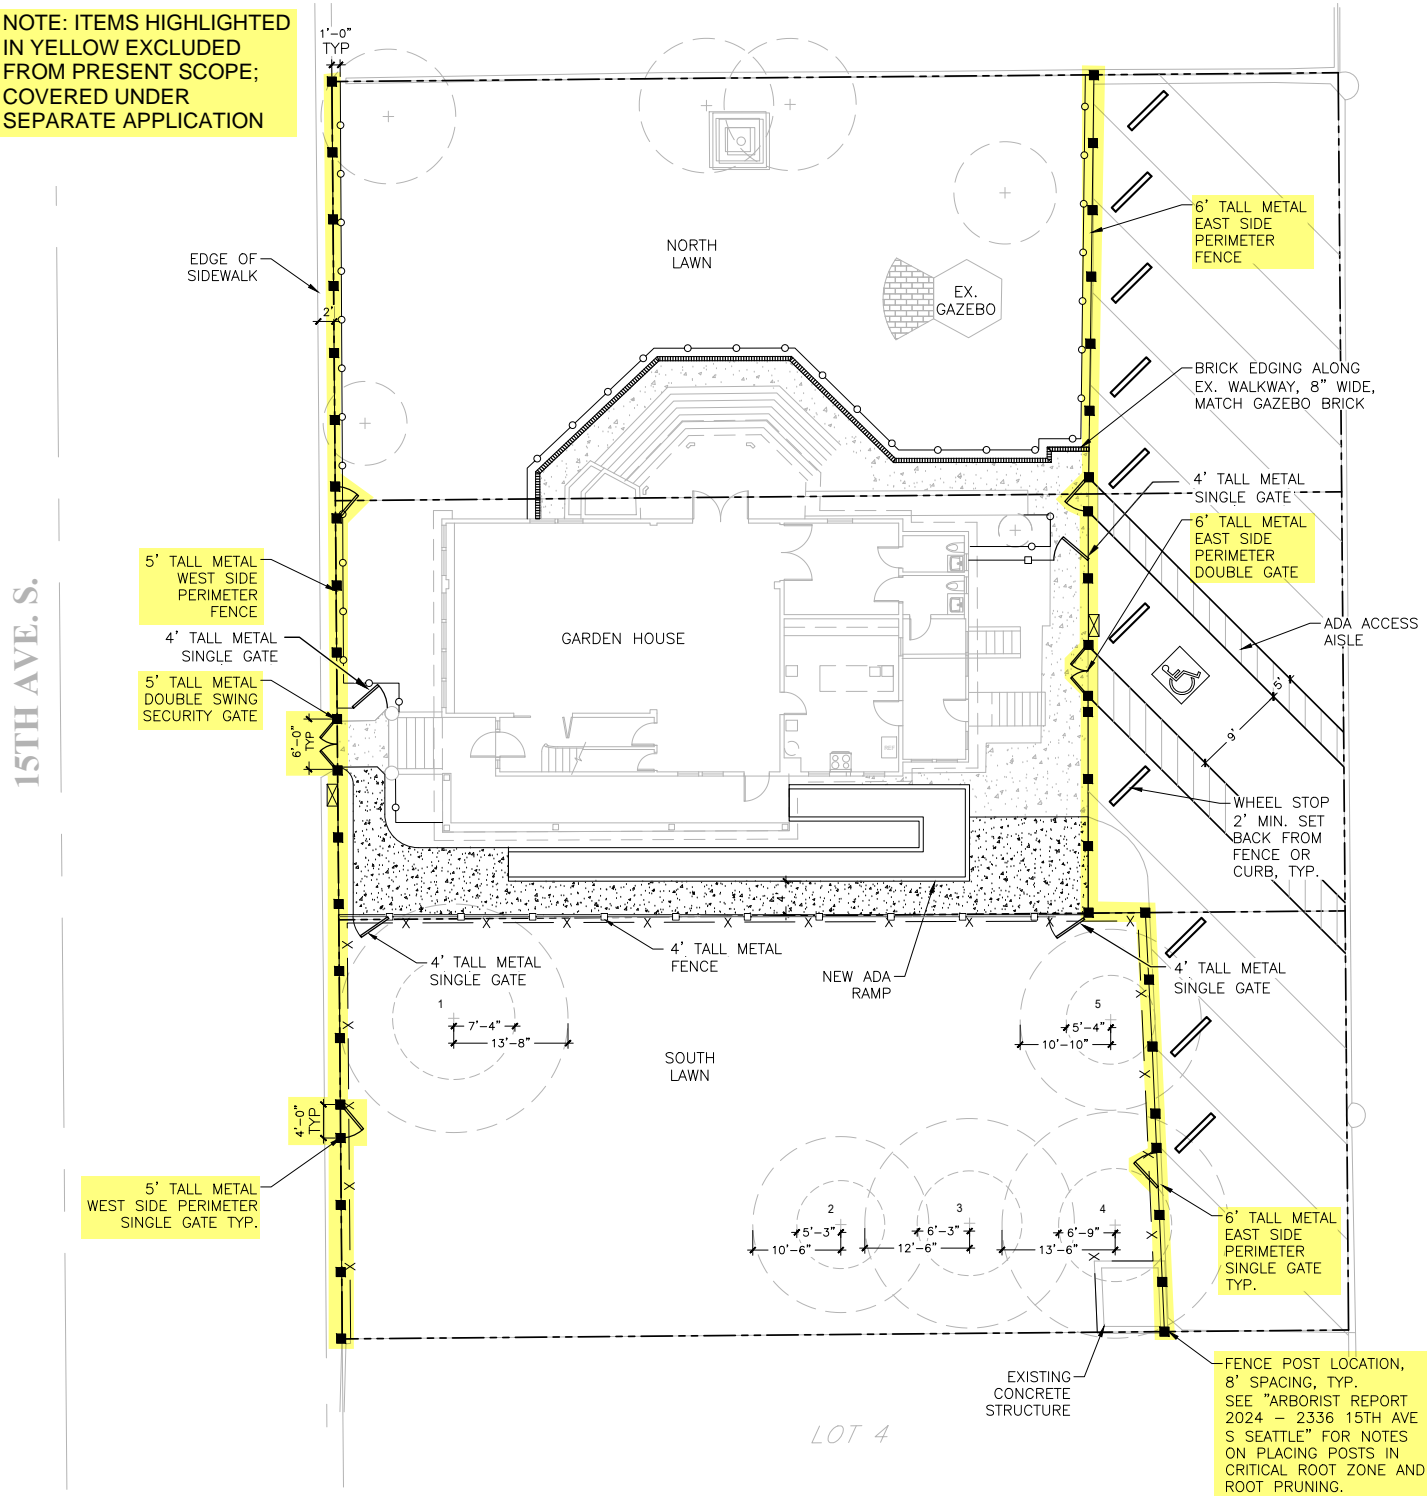 NOTE: ITEMS HIGHLIGHTED
IN YELLOW EXCLUDED
FROM PRESENT SCOPE;
COVERED UNDER
SEPARATE APPLICATION
1'-0"
TYP
EDGE OF
SIDEWALK
2'
NORTH
LAWN
EX.
GAZEBO
6' TALL METAL
EAST SIDE
PERIMETER
FENCE
BRICK EDGING ALONG
EX. WALKWAY, 8" WIDE,
MATCH GAZEBO BRICK
4' TALL METAL
SINGLE GATE
6' TALL METAL
EAST SIDE
PERIMETER
DOUBLE GATE
5' TALL METAL
WEST SIDE
PERIMETER
FENCE
4' TALL METAL
SINGLE GATE
5' TALL METAL
DOUBLE SWING
SECURITY GATE
6'-0"
TYP
15TH AVE. S.
GARDEN HOUSE
REF
ADA ACCESS
AISLE
5'
9'
WHEEL STOP
2' MIN. SET
BACK FROM
FENCE OR
CURB, TYP.
4'
4' TALL METAL
SINGLE GATE
4' TALL METAL
FENCE
NEW ADA
RAMP
4' TALL METAL
SINGLE GATE
1
7'-4"
13'-8"
SOUTH
LAWN
5
5'-4"
10'-10"
4'-0"
TYP
5' TALL METAL
WEST SIDE PERIMETER
SINGLE GATE TYP.
2
5'-3"
10'-6"
3
6'-3"
12'-6"
4
6'-9"
13'-6"
6' TALL METAL
EAST SIDE
PERIMETER
SINGLE GATE
TYP.
EXISTING
CONCRETE
STRUCTURE
LOT 4
FENCE POST LOCATION,
8' SPACING, TYP.
SEE "ARBORIST REPORT
2024 – 2336 15TH AVE
S SEATTLE" FOR NOTES
ON PLACING POSTS IN
CRITICAL ROOT ZONE AND
ROOT PRUNING.